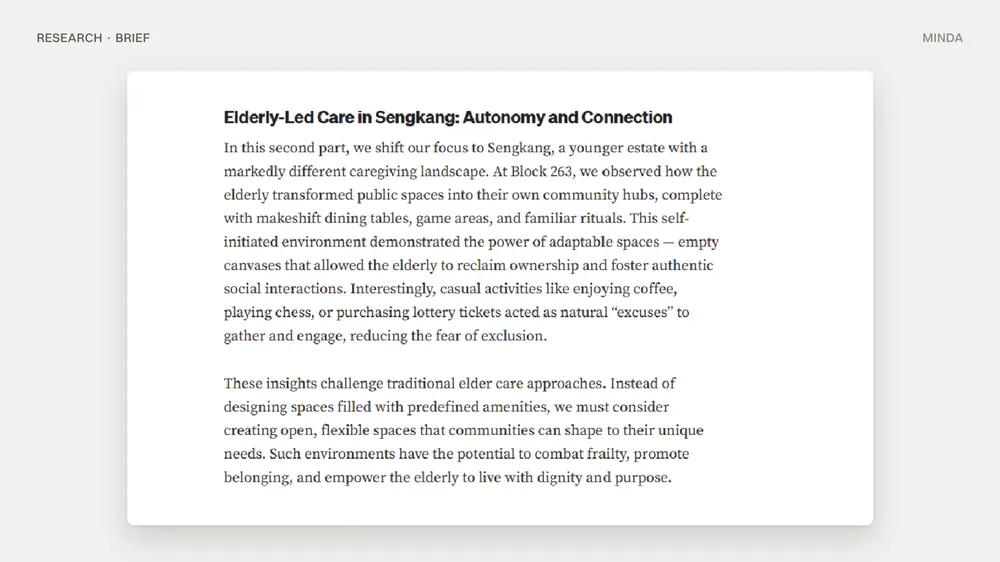 RESEARCH · BRIEF
MINDA
Elderly-Led Care in Sengkang: Autonomy and Connection
In this second part, we shift our focus to Sengkang, a younger estate with a
markedly different caregiving landscape. At Block 263, we observed how the
elderly transformed public spaces into their own community hubs, complete
with makeshift dining tables, game areas, and familiar rituals. This self-
initiated environment demonstrated the power of adaptable spaces — empty
canvases that allowed the elderly to reclaim ownership and foster authentic
social interactions. Interestingly, casual activities like enjoying coffee,
playing chess, or purchasing lottery tickets acted as natural “excuses” to
gather and engage, reducing the fear of exclusion.
These insights challenge traditional elder care approaches. Instead of
designing spaces filled with predefined amenities, we must consider
creating open, flexible spaces that communities can shape to their unique
needs. Such environments have the potential to combat frailty, promote
belonging, and empower the elderly to live with dignity and purpose.